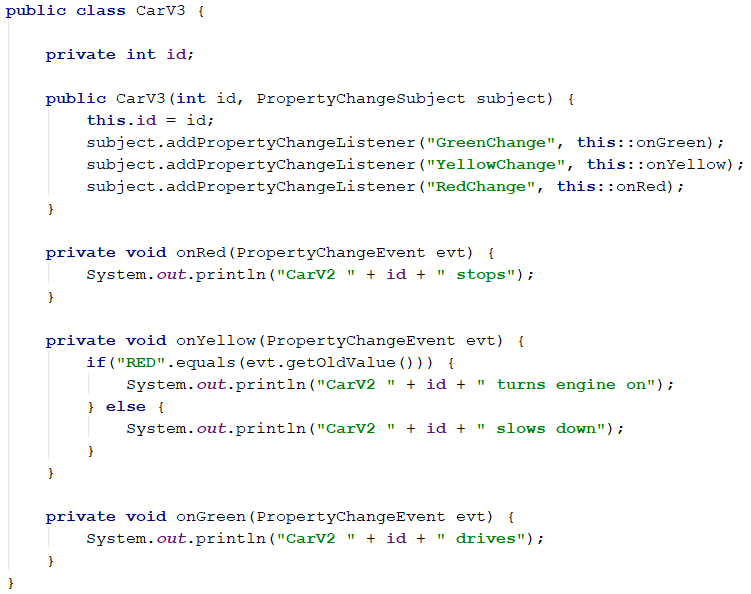 public class CarV3 {
    private int id;
    public CarV3(int id, PropertyChangeSubject subject) {
        this.id = id;
        subject.addPropertyChangeListener("GreenChange", this::onGreen);
        subject.addPropertyChangeListener("YellowChange", this::onYellow);
        subject.addPropertyChangeListener("RedChange", this::onRed);
    }
    private void onRed(PropertyChangeEvent evt) {
        System.out.println("CarV2 " + id + " stops");
    }
    private void onYellow(PropertyChangeEvent evt) {
        if("RED".equals(evt.getOldValue())) {
            System.out.println("CarV2 " + id + " turns engine on");
        } else {
            System.out.println("CarV2 " + id + " slows down");
        }
    }
    private void onGreen(PropertyChangeEvent evt) {
        System.out.println("CarV2 " + id + " drives");
    }
}